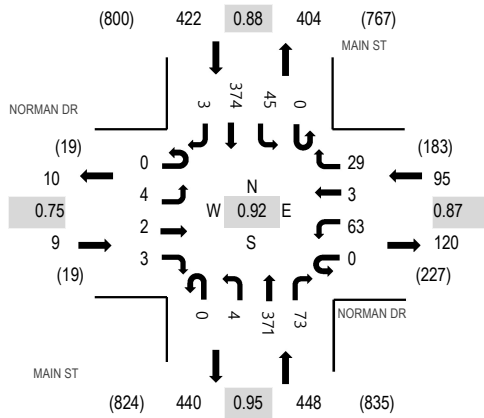 (800) 422 0.88 404 (767)
MAIN ST
3 374 45 0
NORMAN DR
(19) 0 29 (183)
10 4 N 3 95
0.75 2 W 0.92 E 63 0.87
9 3 S 0 120
(19) (227)
0 4 371 73
NORMAN DR
MAIN ST
(824) 440 0.95 448 (835)